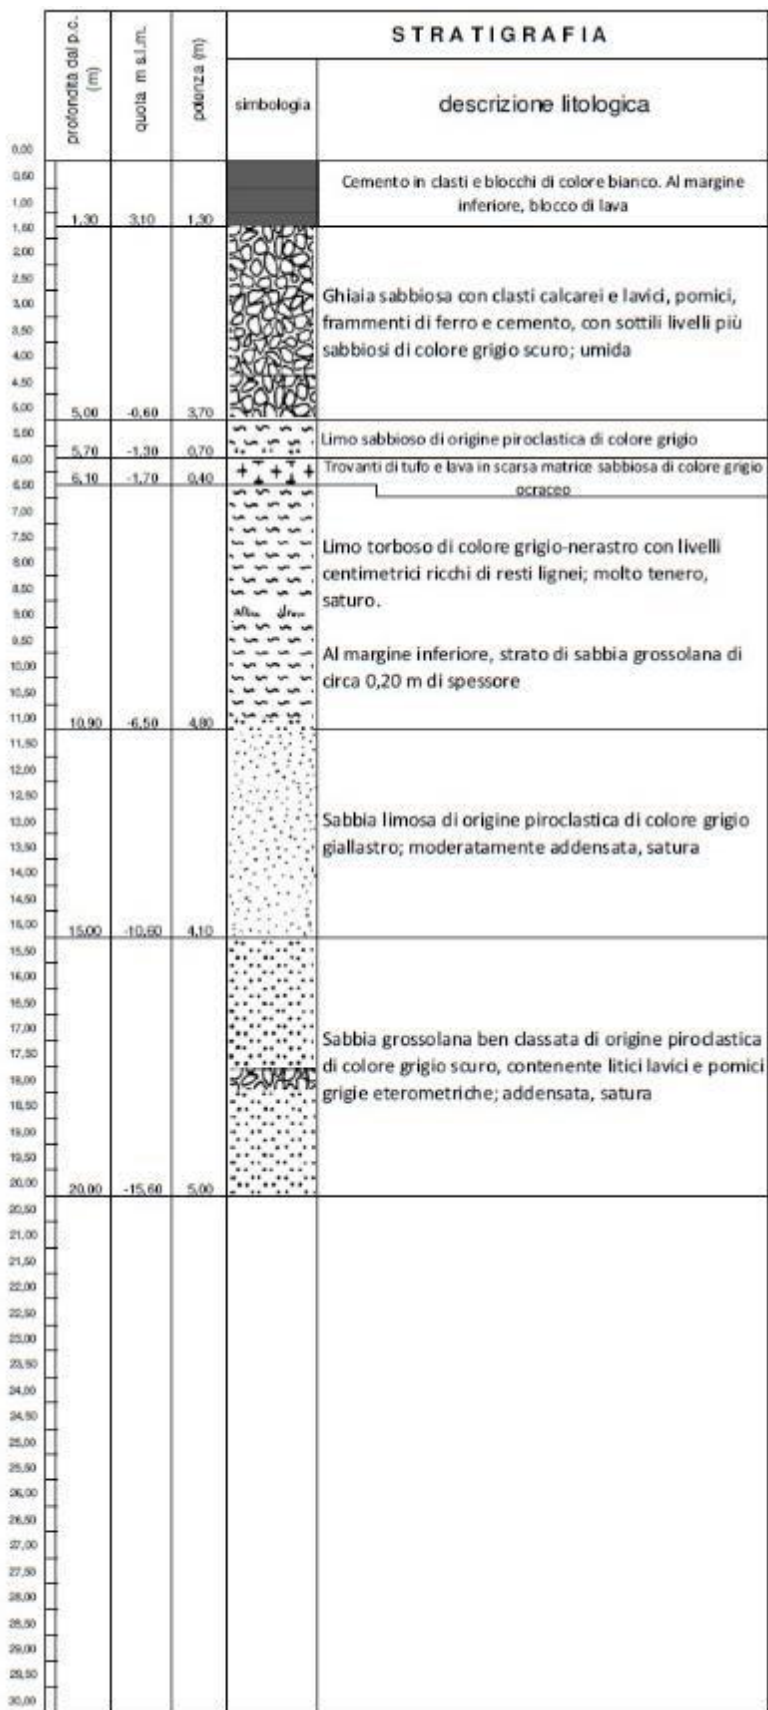 STRATIGRAFIA
profondità dal p.c. (m)
quota m s.l.m.
potenza (m)
simbologia
descrizione litologica
0,00
0,50
1,00
1,30 3,10 1,30
Cemento in clasti e blocchi di colore bianco. Al margine
inferiore, blocco di lava
1,50
2,00
2,50
3,00
3,50
4,00
4,50
5,00
5,00 -0,60 3,70
Ghiaia sabbiosa con clasti calcarei e lavici, pomici,
frammenti di ferro e cemento, con sottili livelli più
sabbiosi di colore grigio scuro; umida
5,50
5,70 -1,30 0,70
Limo sabbioso di origine piroclastica di colore grigio
6,00
6,10 -1,70 0,40
Trovanti di tufo e lava in scarsa matrice sabbiosa di colore grigio
ocraceo
6,50
7,00
7,50
8,00
8,50
9,00
9,50
10,00
10,50
11,00
10,90 -6,50 4,80
Limo torboso di colore grigio-nerastro con livelli
centimetrici ricchi di resti lignei; molto tenero,
saturo.
Al margine inferiore, strato di sabbia grossolana di
circa 0,20 m di spessore
11,50
12,00
12,50
13,00
13,50
14,00
14,50
15,00
15,00 -10,60 4,10
Sabbia limosa di origine piroclastica di colore grigio
giallastro; moderatamente addensata, satura
15,50
16,00
16,50
17,00
17,50
18,00
18,50
19,00
19,50
20,00
20,00 -15,60 5,00
Sabbia grossolana ben classata di origine piroclastica
di colore grigio scuro, contenente litici lavici e pomici
grigie eterometriche; addensata, satura
20,50
21,00
21,50
22,00
22,50
23,00
23,50
24,00
24,50
25,00
25,50
26,00
26,50
27,00
27,50
28,00
28,50
29,00
29,50
30,00